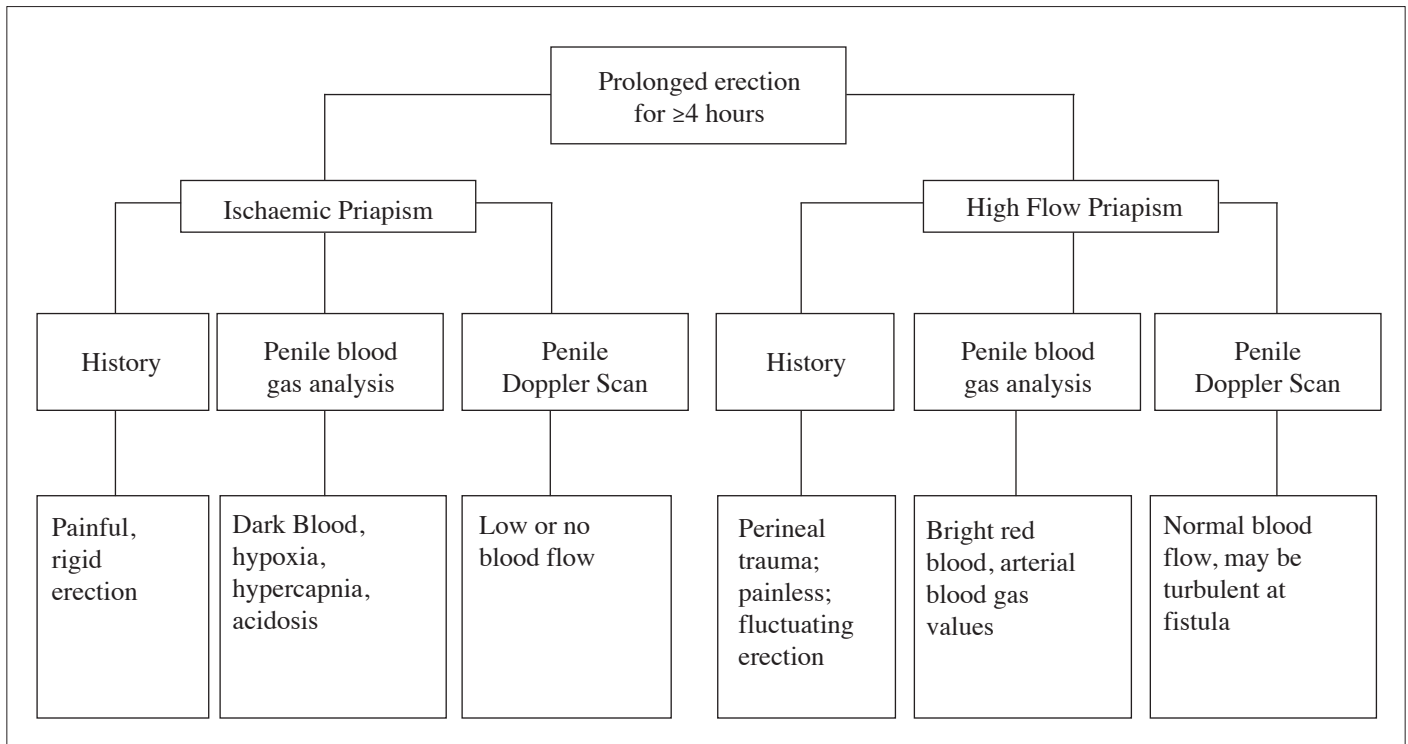 Prolonged erection
for ≥4 hours
Ischaemic Priapism
High Flow Priapism
History
Penile blood
gas analysis
Penile
Doppler Scan
History
Penile blood
gas analysis
Penile
Doppler Scan
Painful,
rigid
erection
Dark Blood,
hypoxia,
hypercapnia,
acidosis
Low or no
blood flow
Perineal
trauma;
painless;
fluctuating
erection
Bright red
blood, arterial
blood gas
values
Normal blood
flow, may be
turbulent at
fistula